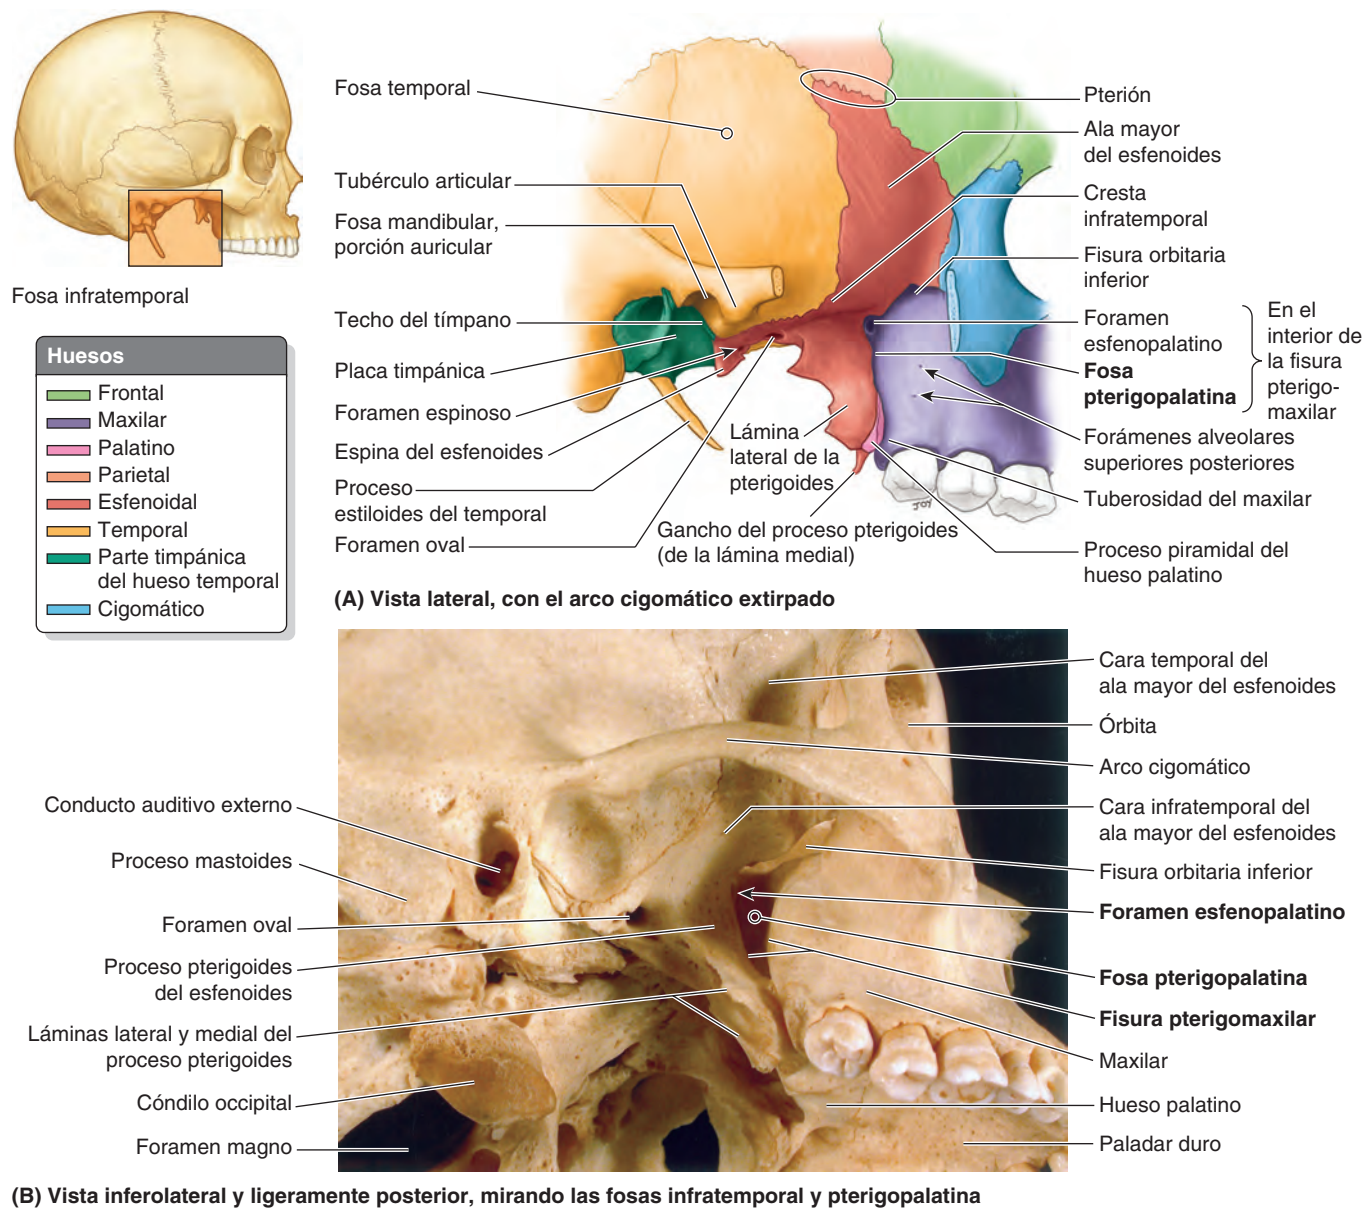 Fosa infratemporal
Huesos
Frontal
Maxilar
Palatino
Parietal
Esfenoidal
Temporal
Parte timpánica
del hueso temporal
Cigomático
Fosa temporal
Tubérculo articular
Fosa mandibular,
porción auricular
Techo del tímpano
Placa timpánica
Foramen espinoso
Espina del esfenoides
Proceso
estiloides del temporal
Foramen oval
Lámina
lateral de la
pterigoides
Gancho del proceso pterigoides
(de la lámina medial)
Pterión
Ala mayor
del esfenoides
Cresta
infratemporal
Fisura orbitaria
inferior
Foramen
esfenopalatino
Fosa
pterigopalatina
En el
interior de
la fisura
pterigo-
maxilar
Forámenes alveolares
superiores posteriores
Tuberosidad del maxilar
Proceso piramidal del
hueso palatino
(A) Vista lateral, con el arco cigomático extirpado
Conducto auditivo externo
Proceso mastoides
Foramen oval
Proceso pterigoides
del esfenoides
Láminas lateral y medial del
proceso pterigoides
Cóndilo occipital
Foramen magno
Cara temporal del
ala mayor del esfenoides
Órbita
Arco cigomático
Cara infratemporal del
ala mayor del esfenoides
Fisura orbitaria inferior
Foramen esfenopalatino
Fosa pterigopalatina
Fisura pterigomaxilar
Maxilar
Hueso palatino
Paladar duro
(B) Vista inferolateral y ligeramente posterior, mirando las fosas infratemporal y pterigopalatina